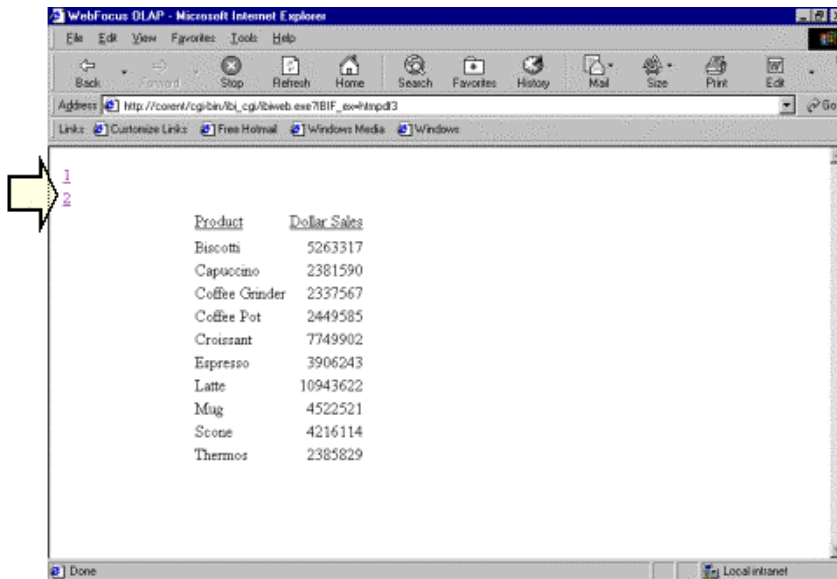 WebFocus OLAP - Microsoft Internet Explorer
File Edit View Favorites Tools Help
Back Forward Stop Refresh Home Search Favorites History Mail Size Print Edit
Address http://corent/cgi-bin/ibi_cgi/ibiweb.exe?IBIF_ex=htmpdf3 Go
Links Customize Links Free Hotmail Windows Media Windows
1
2
Product Dollar Sales
Biscotti 5263317
Capuccino 2381590
Coffee Grinder 2337567
Coffee Pot 2449585
Croissant 7749902
Espresso 3906243
Latte 10943622
Mug 4522521
Scone 4216114
Thermos 2385829
Done Local intranet